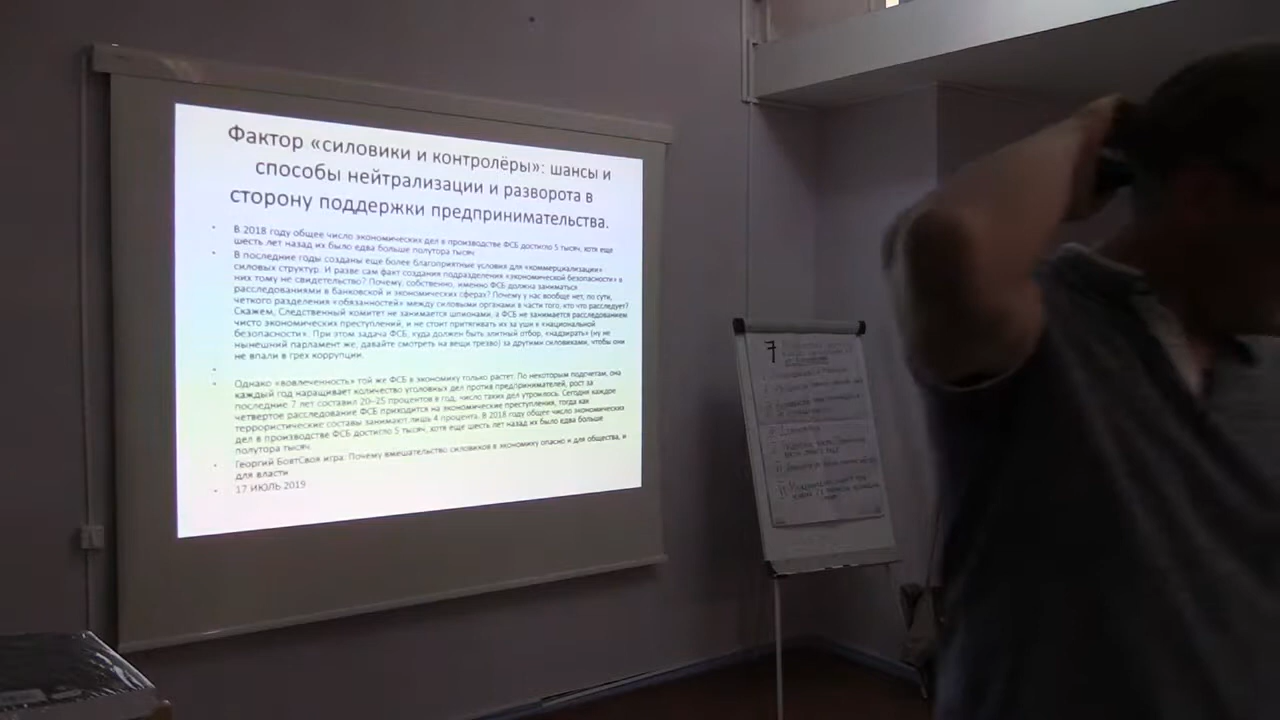 Фактор «силовики и контролёры»: шансы и
способы нейтрализации и разворота в
сторону поддержки предпринимательства.
• В 2018 году общее число экономических дел в производстве ФСБ достигло 5 тысяч, хотя еще
шесть лет назад их было едва больше полутора тысяч
• В последние годы созданы еще более благоприятные условия для «коммерциализации»
силовых структур. И разве сам факт создания подразделения «экономической безопасности» в
них тому не свидетельство? Почему, собственно, именно ФСБ должна заниматься
расследованиями в банковской и экономических сферах? Почему у нас вообще нет, по сути,
четкого разделения «обязанностей» между силовыми органами в части того, кто что расследует?
Скажем, Следственный комитет не занимается шпионами, а ФСБ не занимается расследованием
чисто экономических преступлений, и не стоит притягивать их за уши к «национальной
безопасности». При этом задача ФСБ, куда должен быть элитный отбор, «надзирать» (ну не
нынешний парламент же, давайте смотреть на вещи трезво) за другими силовиками, чтобы они
не впали в грех коррупции.
•
• Однако «вовлеченность» той же ФСБ в экономику только растет. По некоторым подсчетам, она
каждый год наращивает количество уголовных дел против предпринимателей, рост за
последние 7 лет составил 20–25 процентов в год, число таких дел утроилось. Сегодня каждое
четвертое расследование ФСБ приходится на экономические преступления, тогда как
террористические составы занимают лишь 4 процента. В 2018 году общее число экономических
дел в производстве ФСБ достигло 5 тысяч, хотя еще шесть лет назад их было едва больше
полутора тысяч.
• Георгий БовтСвоя игра: Почему вмешательство силовиков в экономику опасно и для общества, и
для власти
• 17 ИЮЛЬ 2019
7